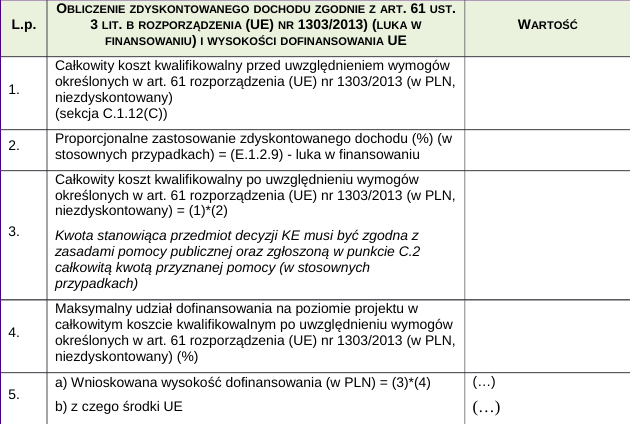 L.p.
OBLICZENIE ZDYSKONTOWANEGO DOCHODU ZGODNIE Z ART. 61 UST.
3 LIT. B ROZPORZĄDZENIA (UE) NR 1303/2013) (LUKA W
FINANSOWANIU) I WYSOKOŚCI DOFINANSOWANIA UE
WARTOŚĆ
1.
Całkowity koszt kwalifikowalny przed uwzględnieniem wymogów
określonych w art. 61 rozporządzenia (UE) nr 1303/2013 (w PLN,
niezdyskontowany)
(sekcja C.1.12(C))
2.
Proporcjonalne zastosowanie zdyskontowanego dochodu (%) (w
stosownych przypadkach) = (E.1.2.9) - luka w finansowaniu
3.
Całkowity koszt kwalifikowalny po uwzględnieniu wymogów
określonych w art. 61 rozporządzenia (UE) nr 1303/2013 (w PLN,
niezdyskontowany) = (1)*(2)
Kwota stanowiąca przedmiot decyzji KE musi być zgodna z
zasadami pomocy publicznej oraz zgłoszoną w punkcie C.2
całkowitą kwotą przyznanej pomocy (w stosownych
przypadkach)
4.
Maksymalny udział dofinansowania na poziomie projektu w
całkowitym koszcie kwalifikowalnym po uwzględnieniu wymogów
określonych w art. 61 rozporządzenia (UE) nr 1303/2013 (w PLN,
niezdyskontowany) (%)
5.
a) Wnioskowana wysokość dofinansowania (w PLN) = (3)*(4)
(…)
b) z czego środki UE
(…)